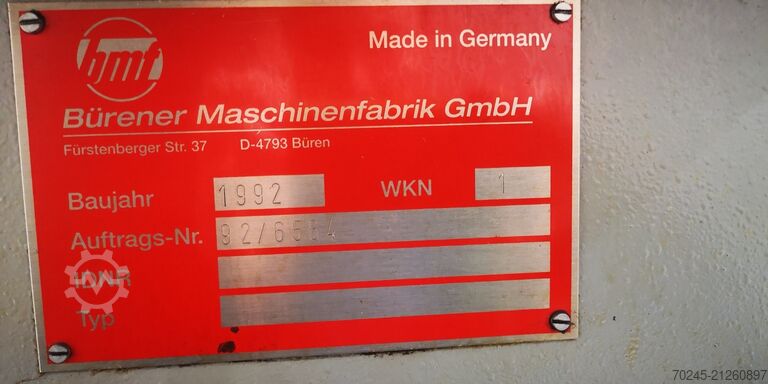 bmf
Made in Germany
Bürener Maschinenfabrik GmbH
Fürstenberger Str. 37 D-4793 Büren
Baujahr 1992 WKN 1
Auftrags-Nr.
IDNR
Typ
70245-21260897